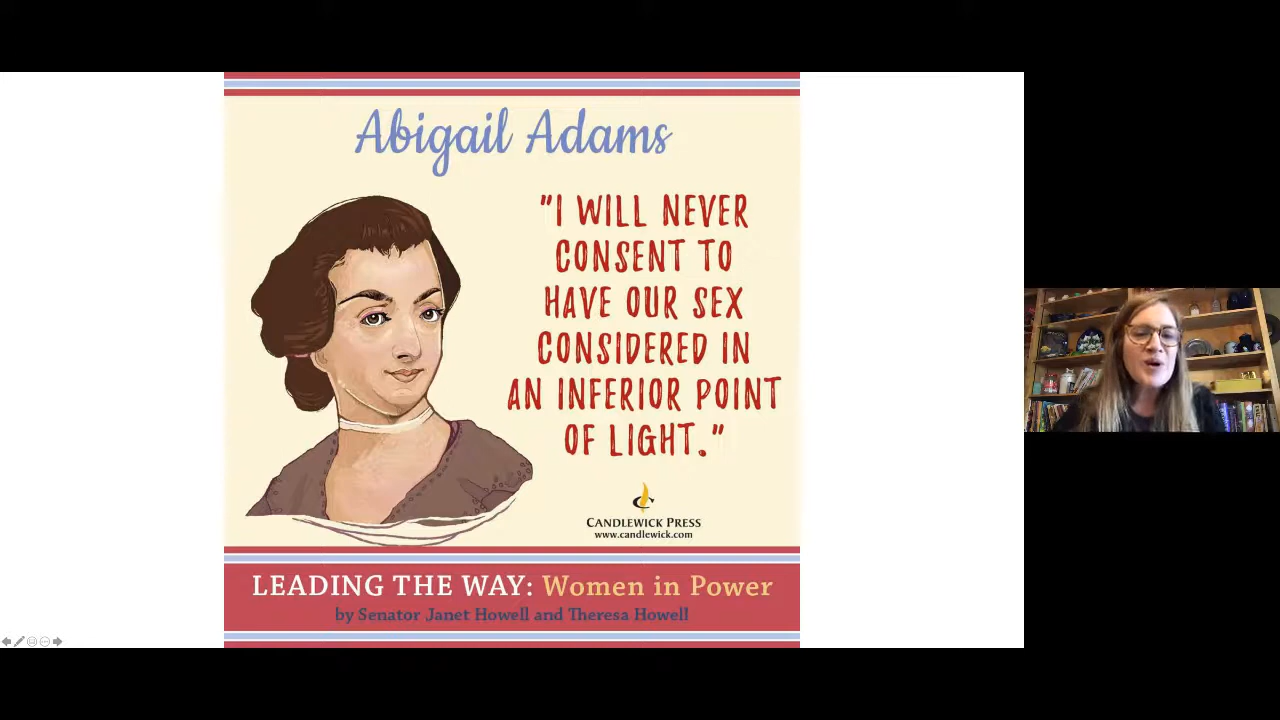 Abigail Adams
"I WILL NEVER
CONSENT TO
HAVE OUR SEX
CONSIDERED IN
AN INFERIOR POINT
OF LIGHT."
CANDLEWICK PRESS
www.candlewick.com
LEADING THE WAY: Women in Power
by Senator Janet Howell and Theresa Howell